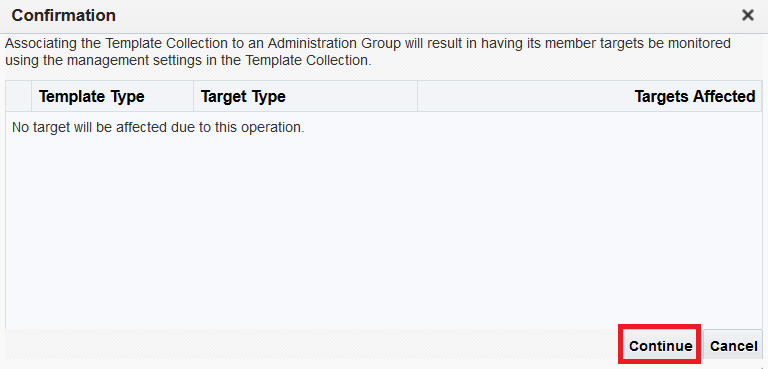 Confirmation
Associating the Template Collection to an Administration Group will result in having its member targets be monitored
using the management settings in the Template Collection.
Template Type Target Type Targets Affected
No target will be affected due to this operation.
Continue Cancel